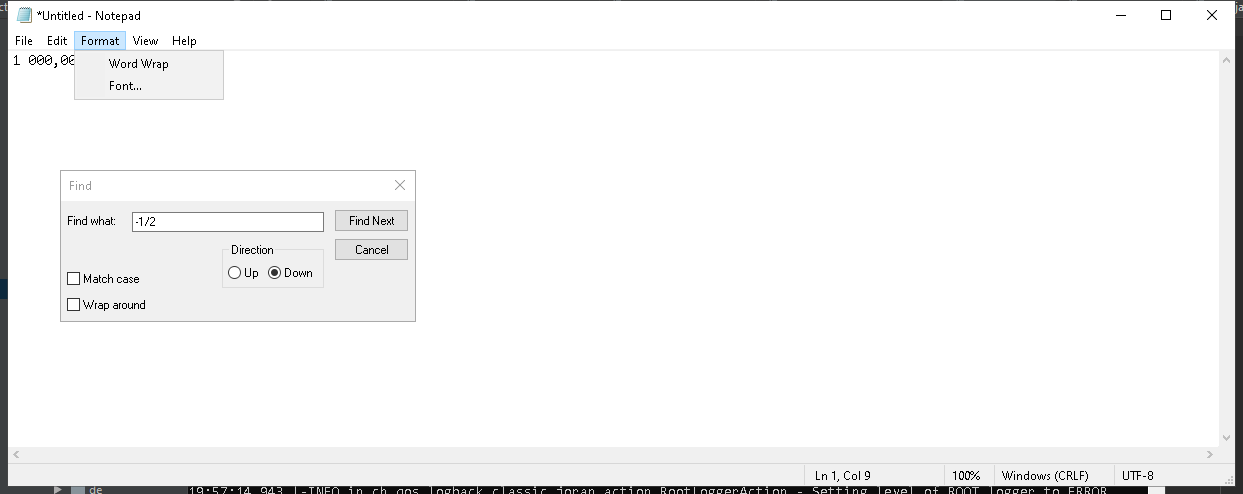 *Untitled - Notepad
File Edit Format View Help
1 000,00
Word Wrap
Font...
Find
Find what: -1/2 Find Next
Direction Cancel
Up Down
Match case
Wrap around
Ln 1, Col 9 100% Windows (CRLF) UTF-8
de 19:57:14,943 |-INFO in ch.qos.logback.classic.joran.action.RootLoggerAction - Setting level of ROOT logger to ERROR